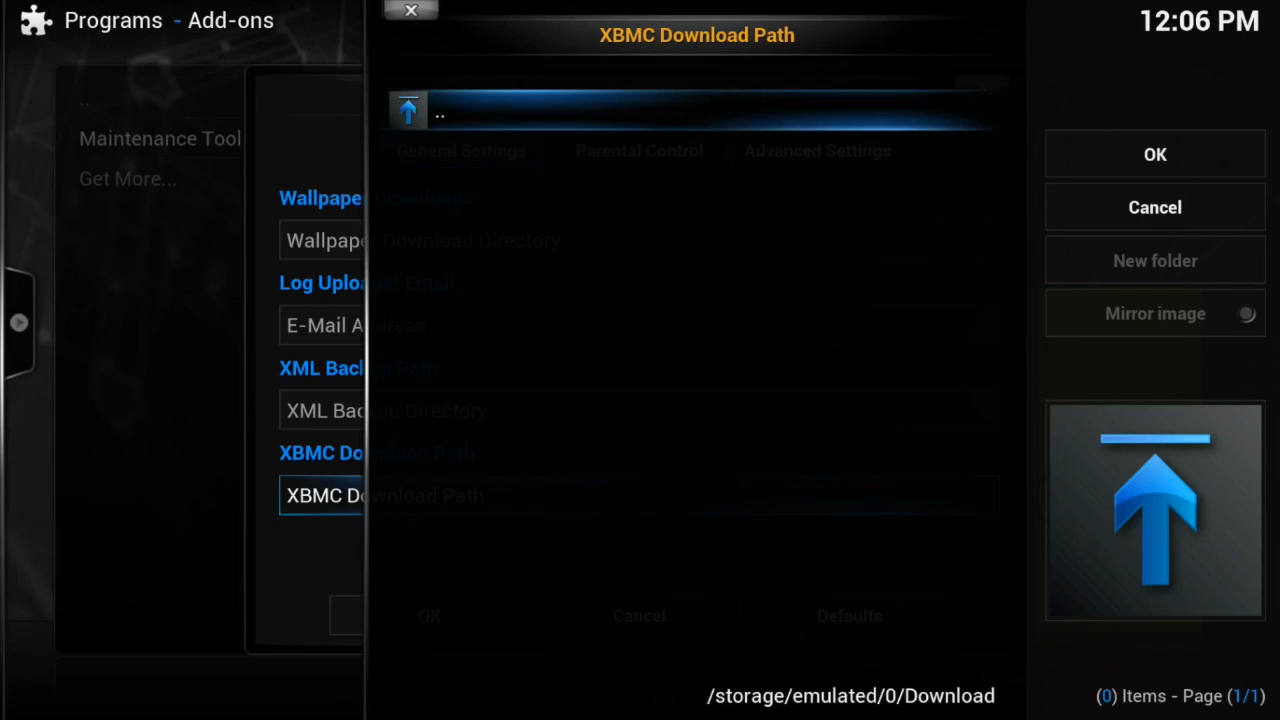 Programs - Add-ons
XBMC Download Path
12:06 PM
..
Maintenance Tool
Get More...
..
General Settings
Parental Control
Advanced Settings
Wallpaper Downloads
Wallpaper Download Directory
Log Uploader Email
E-Mail Address
XML Backup Path
XML Backup Directory
XBMC Download Path
XBMC Download Path
OK
Cancel
Defaults
OK
Cancel
New folder
Mirror image
/storage/emulated/0/Download
(0) Items - Page (1/1)